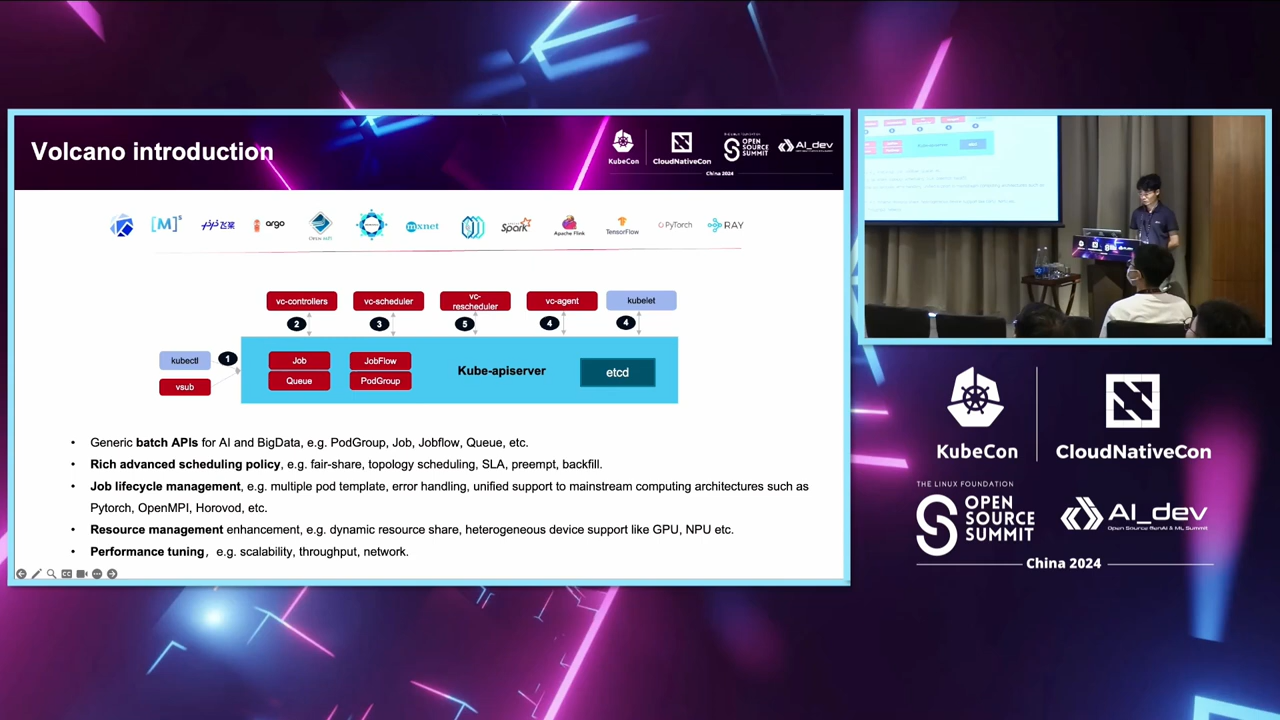 Volcano introduction
KubeCon
CloudNativeCon
THE LINUX FOUNDATION
OPEN
SOURCE
SUMMIT
AI_dev
China 2024
[M]s
飞桨
argo
Open MPI
mxnet
Spark
Apache Flink
TensorFlow
PyTorch
RAY
vc-controllers
vc-scheduler
vc-
rescheduler
vc-agent
kubelet
2
3
5
4
4
kubectl
1
vsub
Job
Queue
JobFlow
PodGroup
Kube-apiserver
etcd
• Generic batch APIs for AI and BigData, e.g. PodGroup, Job, Jobflow, Queue, etc.
• Rich advanced scheduling policy, e.g. fair-share, topology scheduling, SLA, preempt, backfill.
• Job lifecycle management, e.g. multiple pod template, error handling, unified support to mainstream computing architectures such as
Pytorch, OpenMPI, Horovod, etc.
• Resource management enhancement, e.g. dynamic resource share, heterogeneous device support like GPU, NPU etc.
• Performance tuning，e.g. scalability, throughput, network.
KubeCon
CloudNativeCon
THE LINUX FOUNDATION
OPEN
SOURCE
SUMMIT
AI_dev
Open Source GenAI & ML Summit
China 2024